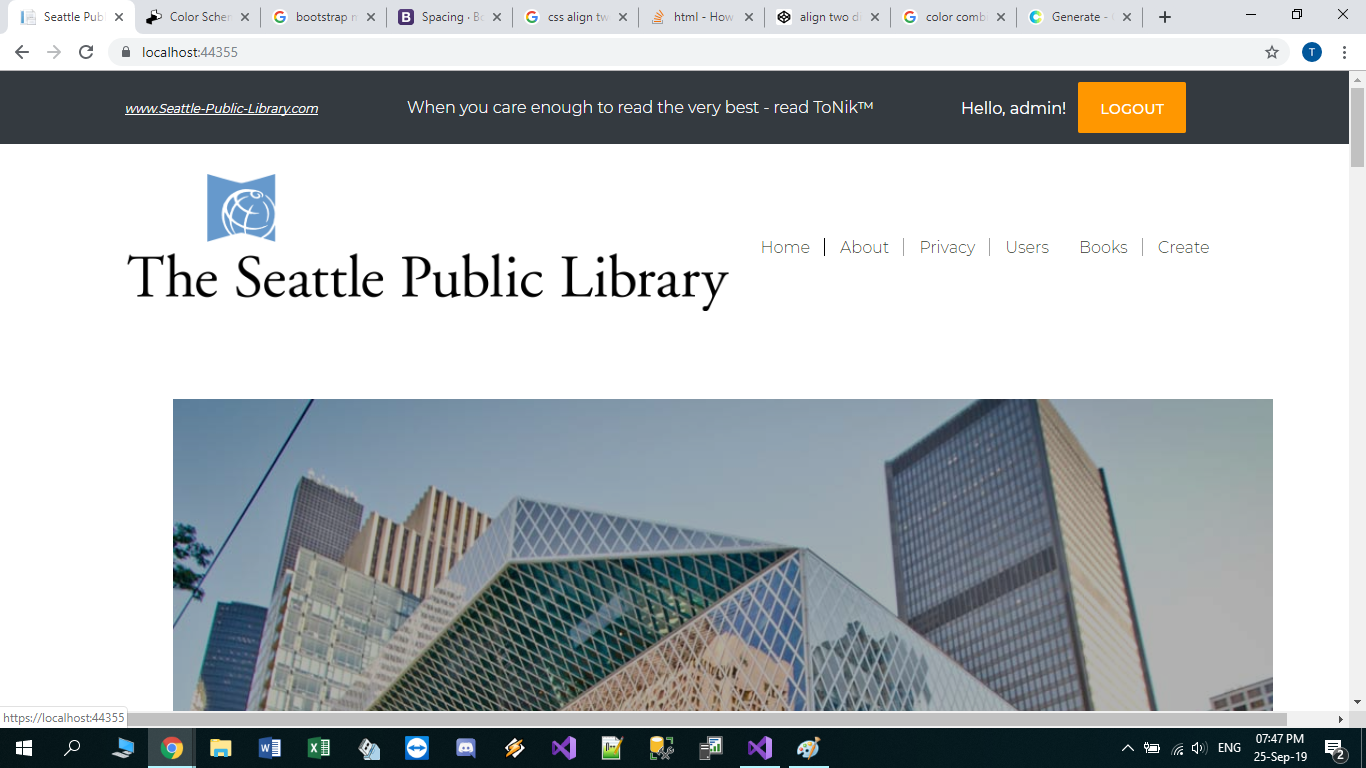 Seattle Pub
Color Scher
bootstrap n
Spacing · Bo
css align tw
html - How
align two d
color comb
Generate -
localhost:44355
T
www.Seattle-Public-Library.com
When you care enough to read the very best - read ToNik™
Hello, admin!
LOGOUT
The Seattle Public Library
Home
About
Privacy
Users
Books
Create
https://localhost:44355
ENG
07:47 PM
25-Sep-19
2